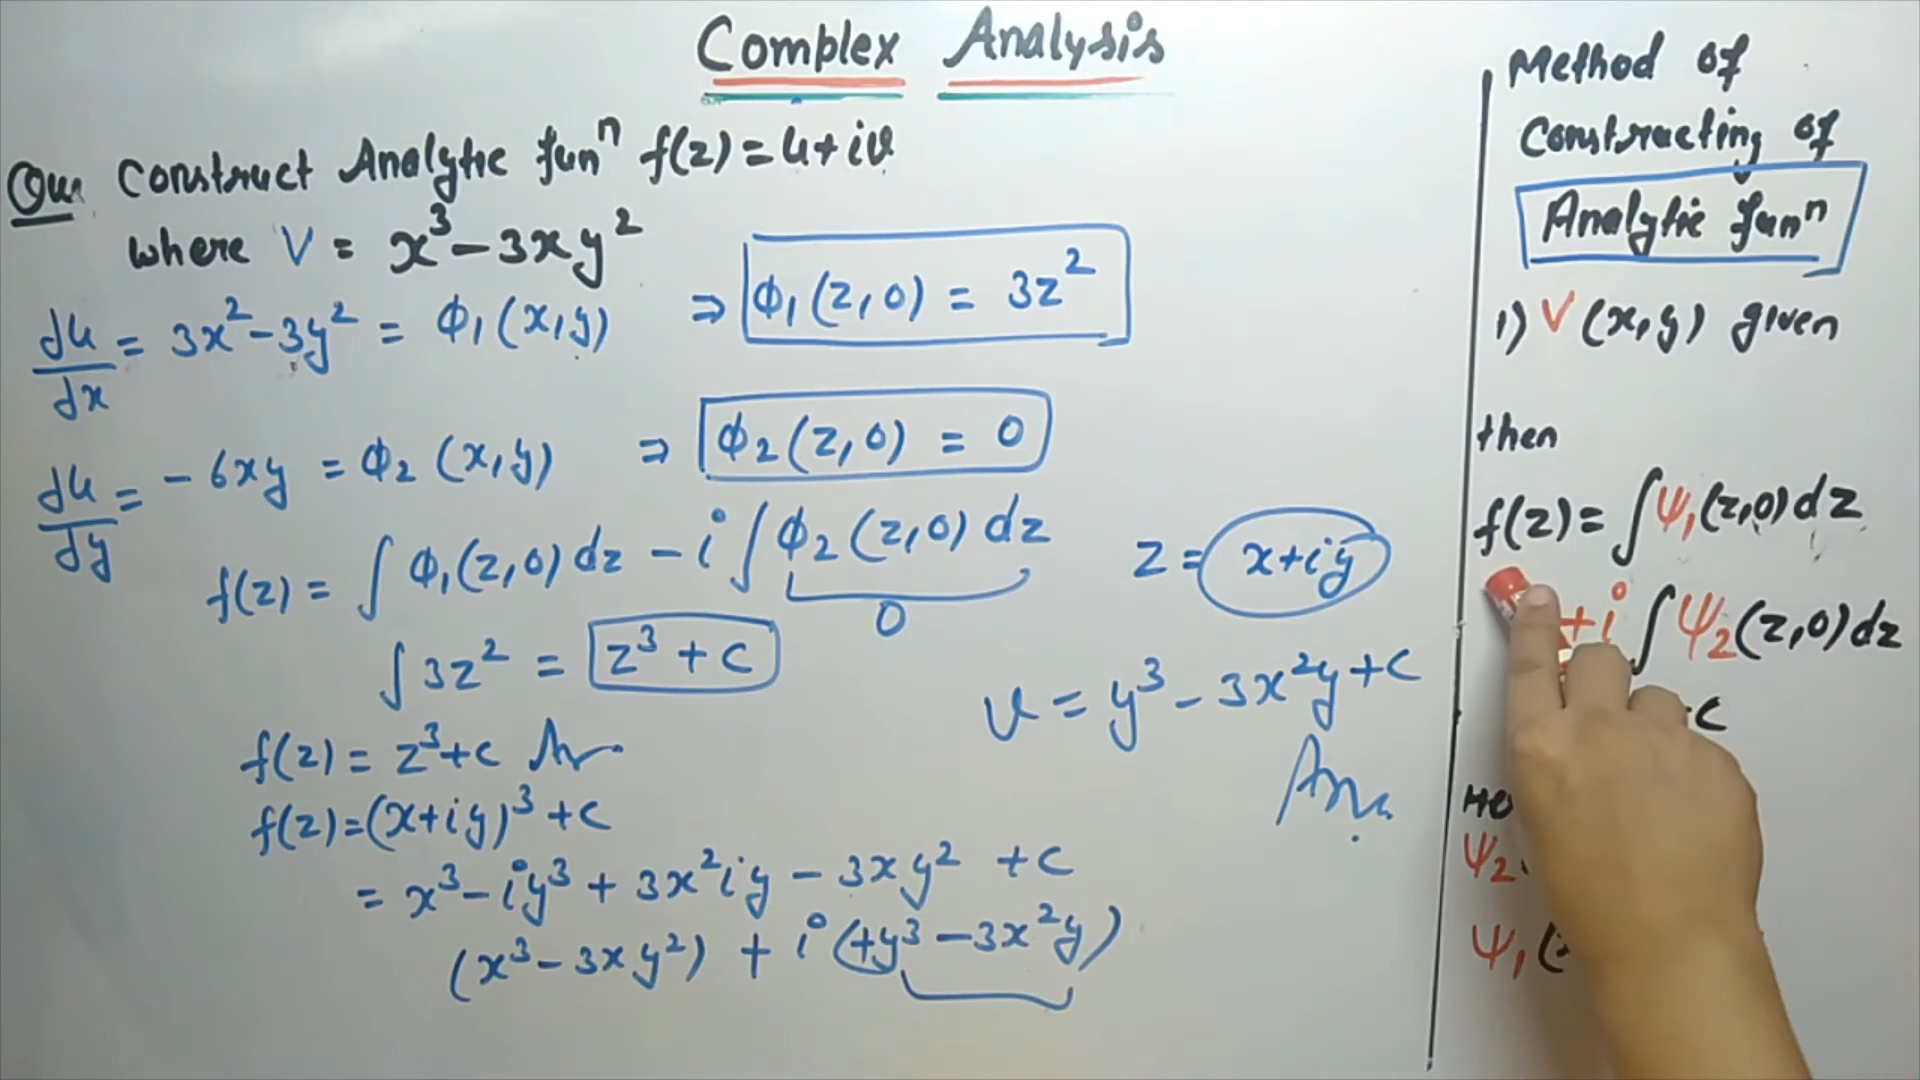 Complex Analysis
Que. Construct Analytic funⁿ f(z) = u + iv
where V = x³ - 3xy²
du/dx = 3x² - 3y² = ϕ₁(x,y) ⇒ ϕ₁(z,0) = 3z²
du/dy = -6xy = ϕ₂(x,y) ⇒ ϕ₂(z,0) = 0
f(z) = ∫ϕ₁(z,0)dz - i∫ϕ₂(z,0)dz
0
z = x+iy
∫3z² = z³ + c
v = y³ - 3x²y + c
Ans.
f(z) = z³ + c
f(z) = (x+iy)³ + c
= x³ - iy³ + 3x²iy - 3xy² + c
(x³ - 3xy²) + i(+y³ - 3x²y)
Method of
Constructing of
Analytic funⁿ
1) V(x,y) given
then
f(z) = ∫ψ₁(z,0)dz
+i∫ψ₂(z,0)dz
c
ψ₂
ψ₁(